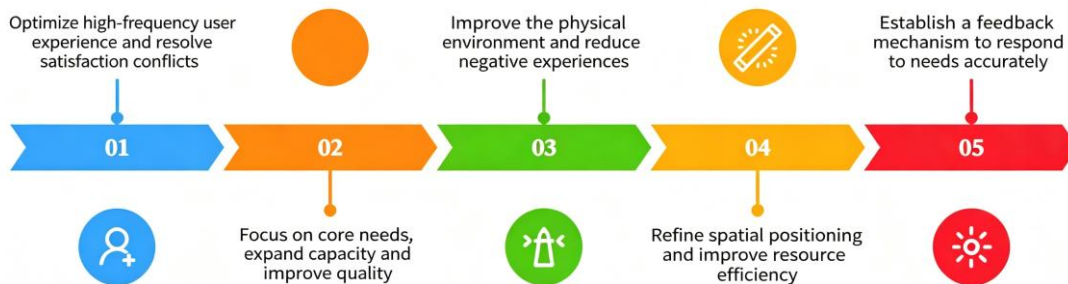 Optimize high-frequency user
experience and resolve
satisfaction conflicts
01
02
Focus on core needs,
expand capacity and
improve quality
Improve the physical
environment and reduce
negative experiences
03
04
Refine spatial positioning
and improve resource
efficiency
Establish a feedback
mechanism to respond
to needs accurately
05